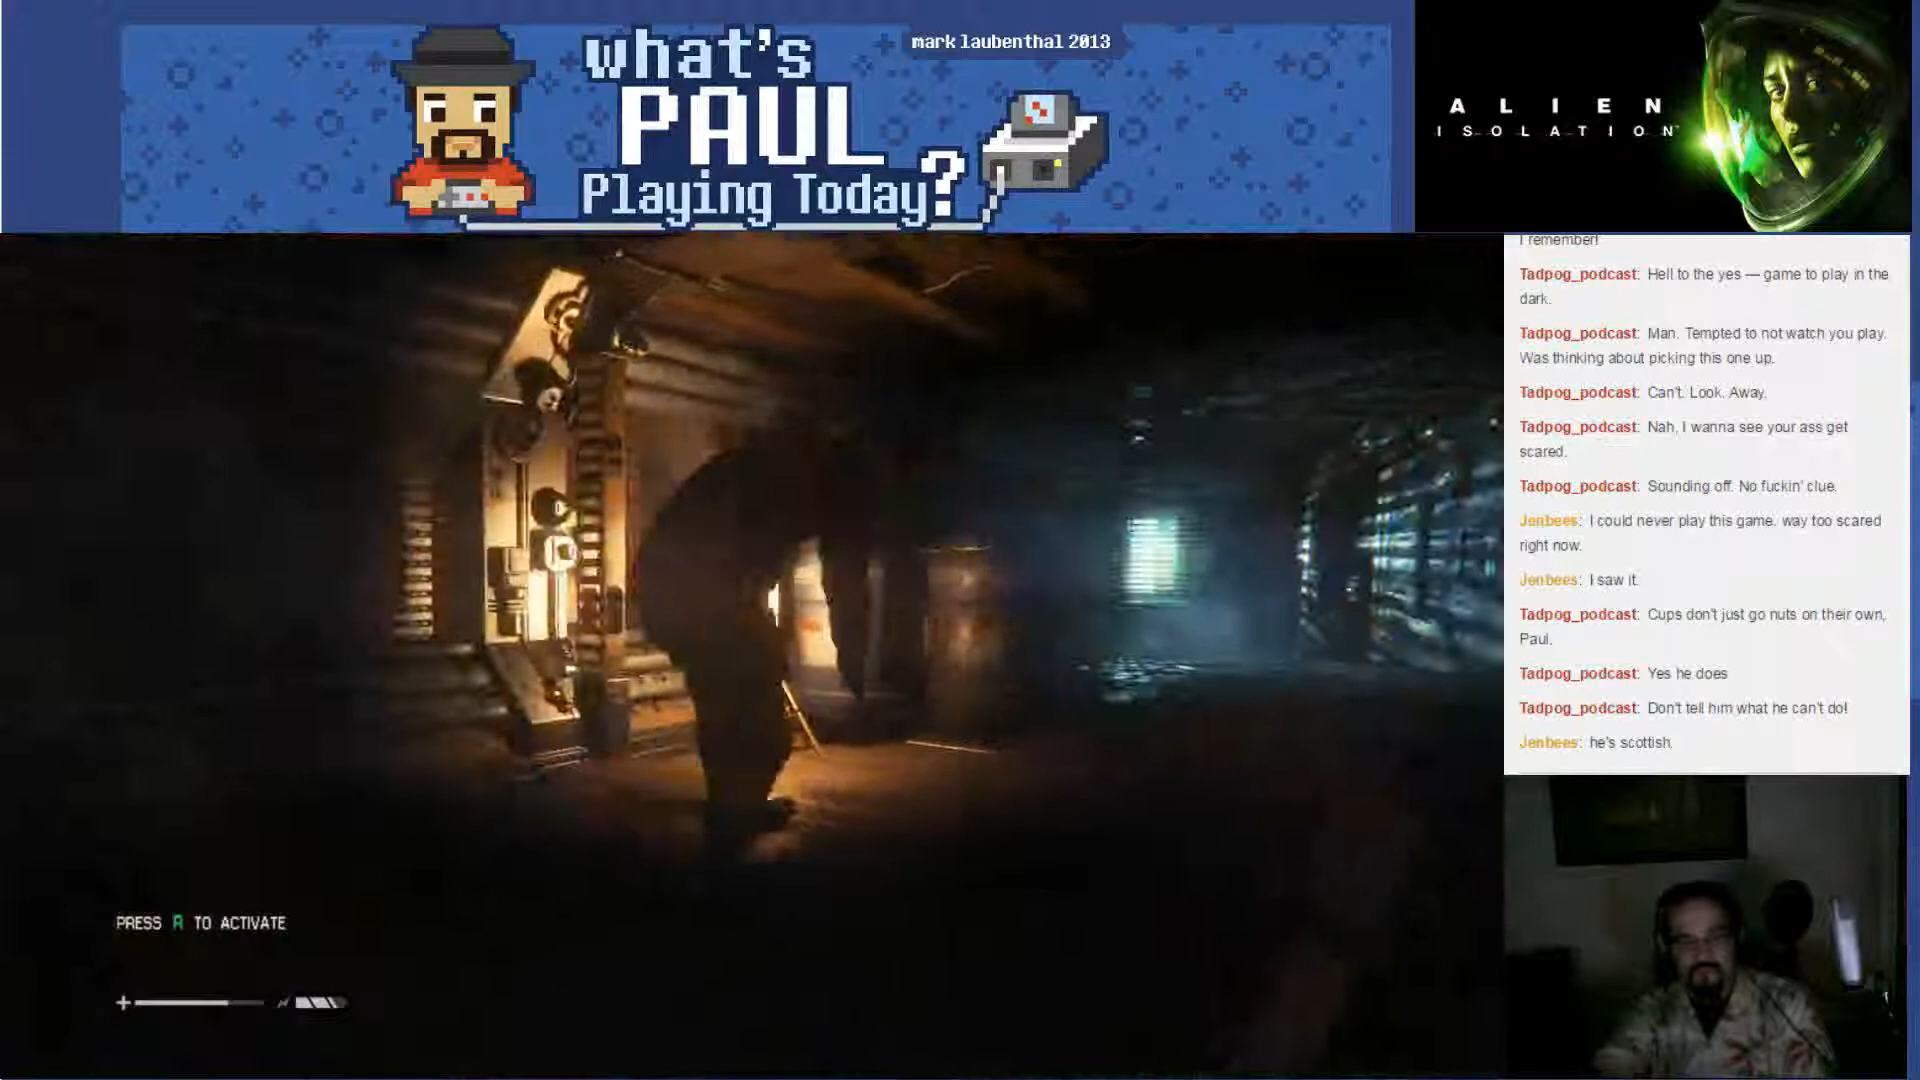 what's
mark laubenthal 2013
PAUL
Playing Today?
ALIEN
ISOLATION
I remember!
Tadpog_podcast: Hell to the yes — game to play in the
dark.
Tadpog_podcast: Man. Tempted to not watch you play.
Was thinking about picking this one up.
Tadpog_podcast: Can't. Look. Away.
Tadpog_podcast: Nah, I wanna see your ass get
scared.
Tadpog_podcast: Sounding off. No fuckin' clue.
Jenbees: I could never play this game. way too scared
right now.
Jenbees: I saw it.
Tadpog_podcast: Cups don't just go nuts on their own,
Paul.
Tadpog_podcast: Yes he does
Tadpog_podcast: Don't tell him what he can't do!
Jenbees: he's scottish.
PRESS R TO ACTIVATE